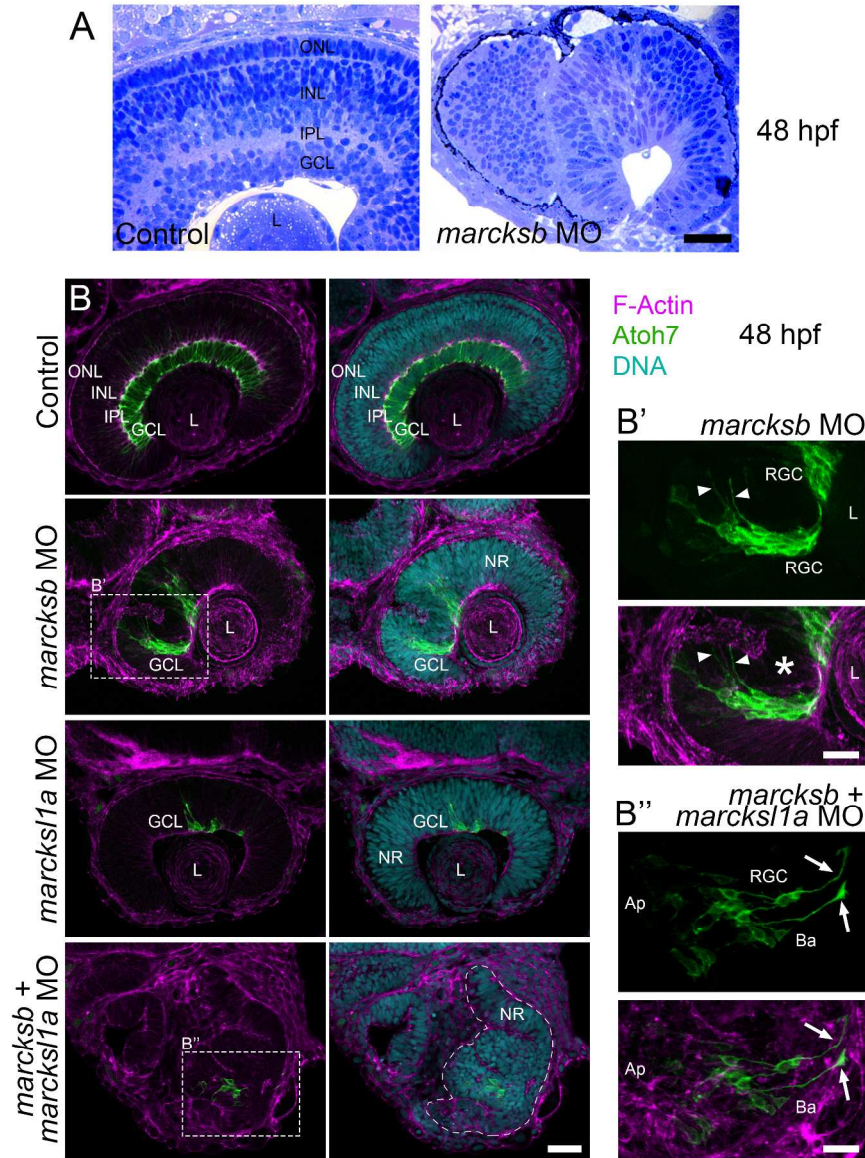 A
ONL
INL
IPL
GCL
L
Control
marcksb MO
48 hpf
B
Control
ONL
INL
IPL
GCL
L
ONL
INL
IPL
GCL
L
F-Actin
Atoh7
DNA
48 hpf
marcksb MO
B'
GCL
L
NR
GCL
L
marcksl1a MO
GCL
NR
L
GCL
NR
L
marcksb +
marcksl1a MO
B''
NR
B'
marcksb MO
RGC
L
RGC
*
L
B''
marcksb +
marcksl1a MO
RGC
Ap
Ba
Ap
Ba